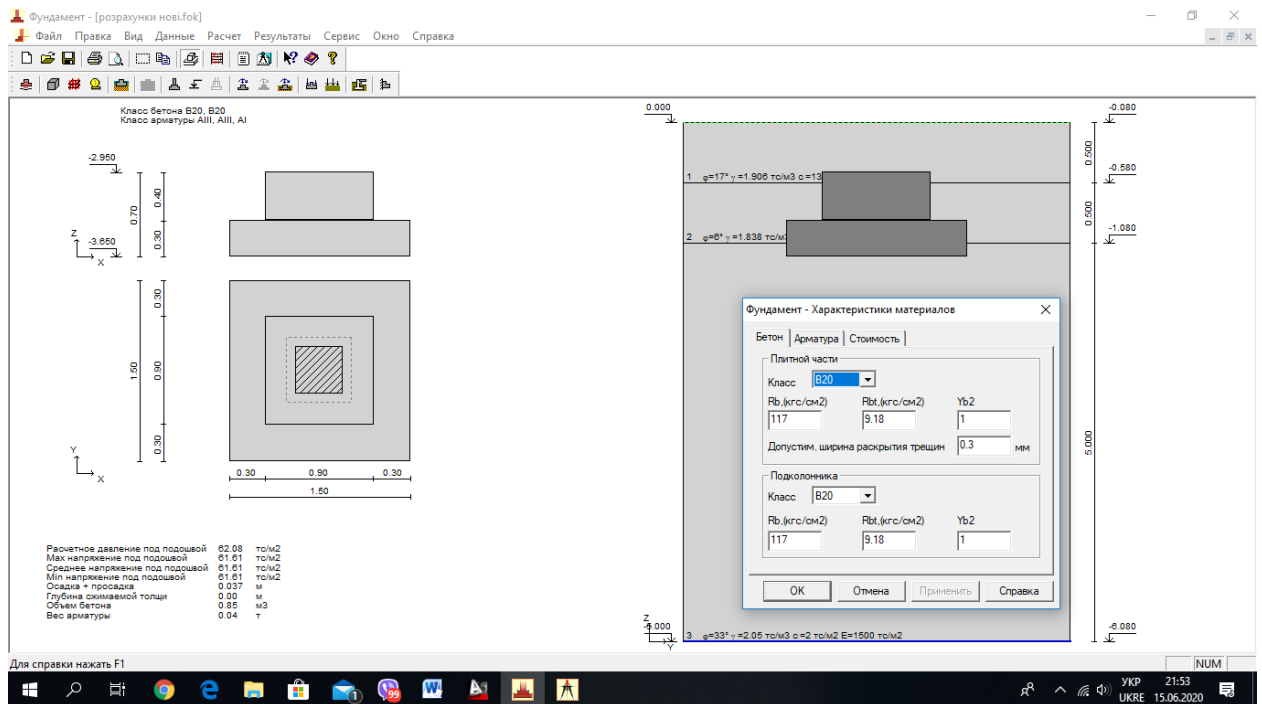 Фундамент - [розрахунки нові.fok]
Файл Правка Вид Данные Расчет Результаты Сервис Окно Справка
Класс бетона В20, В20
Класс арматуры AIII, AIII, AI
-2.950
0.40
0.70
0.30
Z
-3.650
X
0.30
1.50
0.90
0.30
Y
X
0.30 0.90 0.30
1.50
Расчетное давление под подошвой 62.08 тс/м2
Max напряжение под подошвой 61.61 тс/м2
Среднее напряжение под подошвой 61.61 тс/м2
Min напряжение под подошвой 61.61 тс/м2
Осадка + просадка 0.037 м
Глубина сжимаемой толщи 0.00 м
Объем бетона 0.85 м3
Вес арматуры 0.04 т
0.000
-0.080
0.500
-0.580
1 φ=17° γ=1.906 тс/м3 с=13
0.500
-1.080
2 φ=6° γ=1.838 тс/м
5.000
Z
Y
3 φ=33° γ=2.05 тс/м3 с=2 тс/м2 E=1500 тс/м2
-6.080
Фундамент - Характеристики материалов
Бетон Арматура Стоимость
Плитной части
Класс В20
Rb,(кгс/см2) Rbt,(кгс/см2) Yb2
117 9.18 1
Допустим. ширина раскрытия трещин 0.3 мм
Подколонника
Класс В20
Rb,(кгс/см2) Rbt,(кгс/см2) Yb2
117 9.18 1
OK Отмена Применить Справка
Для справки нажать F1
NUM
99
УКР
UKRE
21:53
15.06.2020